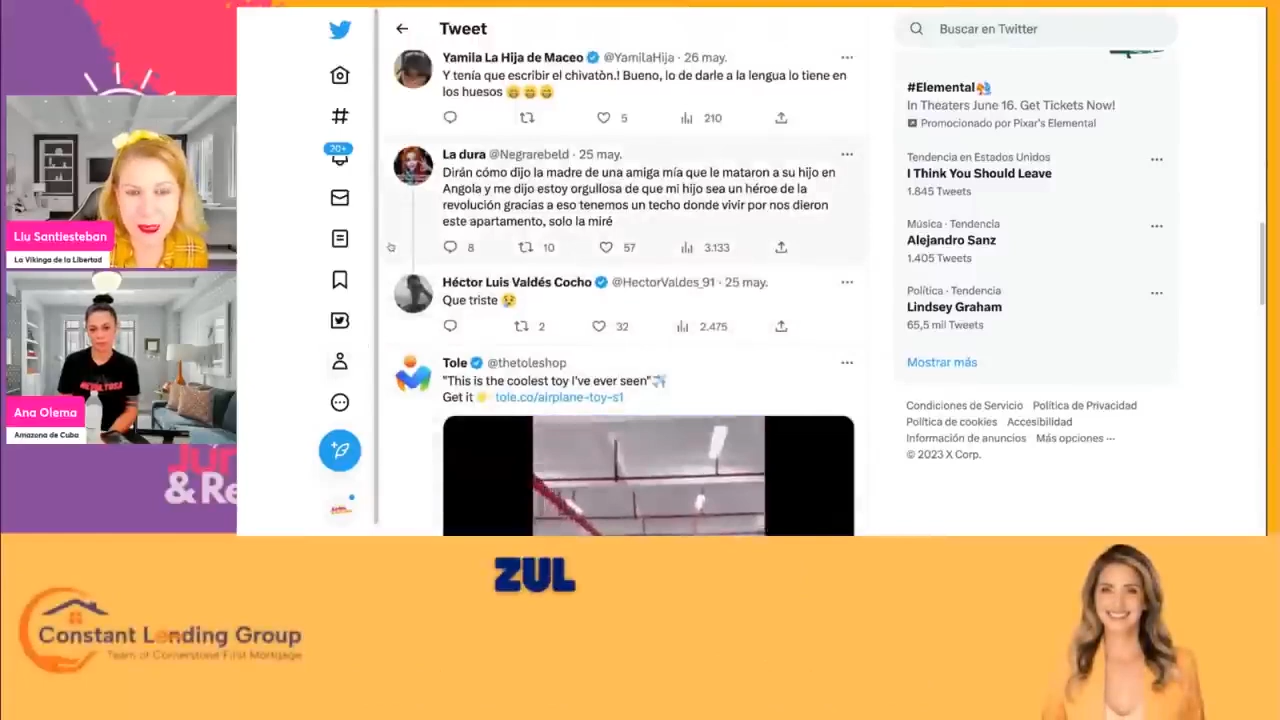 Tweet
Yamila La Hija de Maceo @YamilaHija · 26 may.
Y tenía que escribir el chivatòn.! Bueno, lo de darle a la lengua lo tiene en
los huesos 😁😁😁
5 210
La dura @Negrarebeld · 25 may.
Dirán cómo dijo la madre de una amiga mía que le mataron a su hijo en
Angola y me dijo estoy orgullosa de que mi hijo sea un héroe de la
revolución gracias a eso tenemos un techo donde vivir por nos dieron
este apartamento, solo la miré
8 10 57 3.133
Héctor Luis Valdés Cocho @HectorValdes_91 · 25 may.
Que triste 😢
2 32 2.475
Tole @thetoleshop
"This is the coolest toy I've ever seen"✈️
Get it 🌟 tole.co/airplane-toy-s1
20+
Buscar en Twitter
#Elemental
In Theaters June 16. Get Tickets Now!
Promocionado por Pixar's Elemental
Tendencia en Estados Unidos
I Think You Should Leave
1.845 Tweets
Música · Tendencia
Alejandro Sanz
1.405 Tweets
Política · Tendencia
Lindsey Graham
65,5 mil Tweets
Mostrar más
Condiciones de Servicio Política de Privacidad
Política de cookies Accesibilidad
Información de anuncios Más opciones ···
© 2023 X Corp.
Liu Santiesteban
La Vikinga de la Libertad
Ana Olema
Amazona de Cuba
& Re
ZUL
Constant Lending Group
Team of Cornerstone First Mortgage